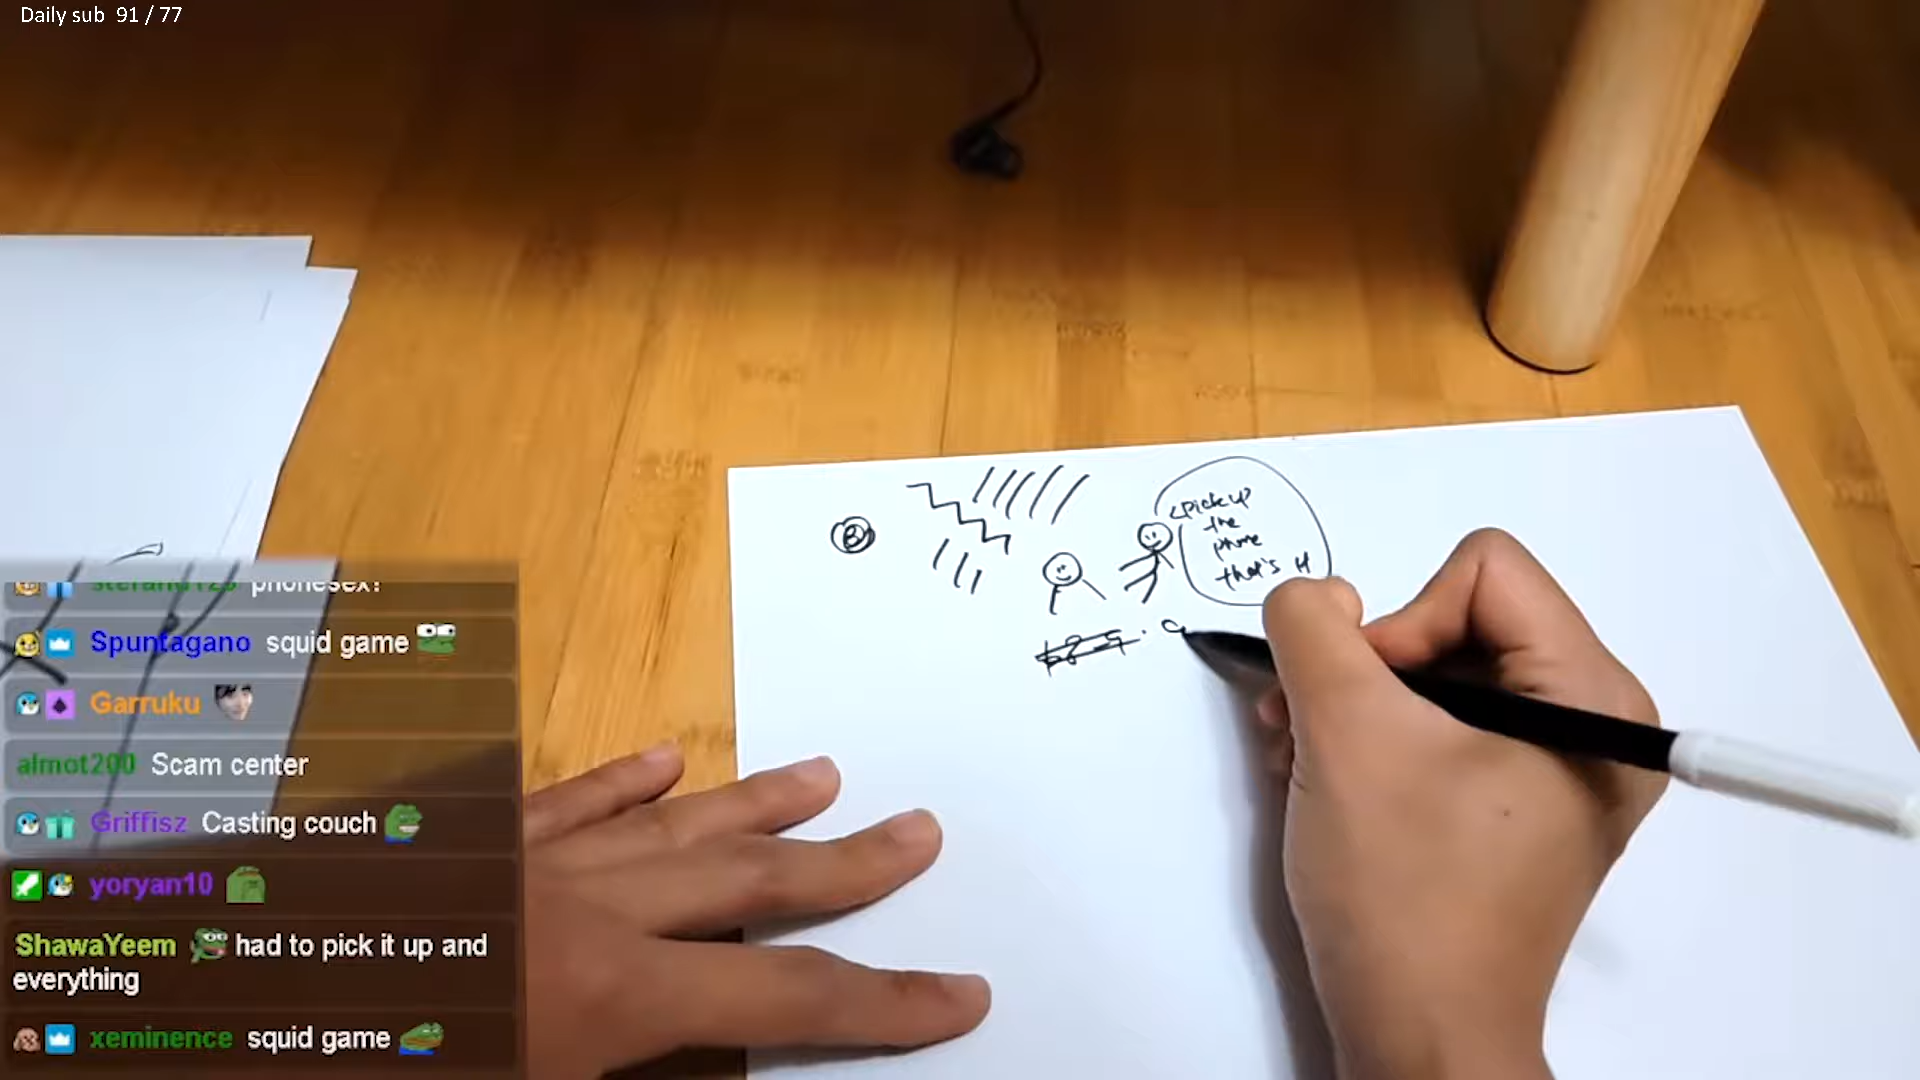 Daily sub 91 / 77
pick up
the
phone
that's it
stefano123 phonesex?
Spuntagano squid game
Garruku
almot200 Scam center
Griffisz Casting couch
yoryan10
ShawaYeem had to pick it up and
everything
xeminence squid game